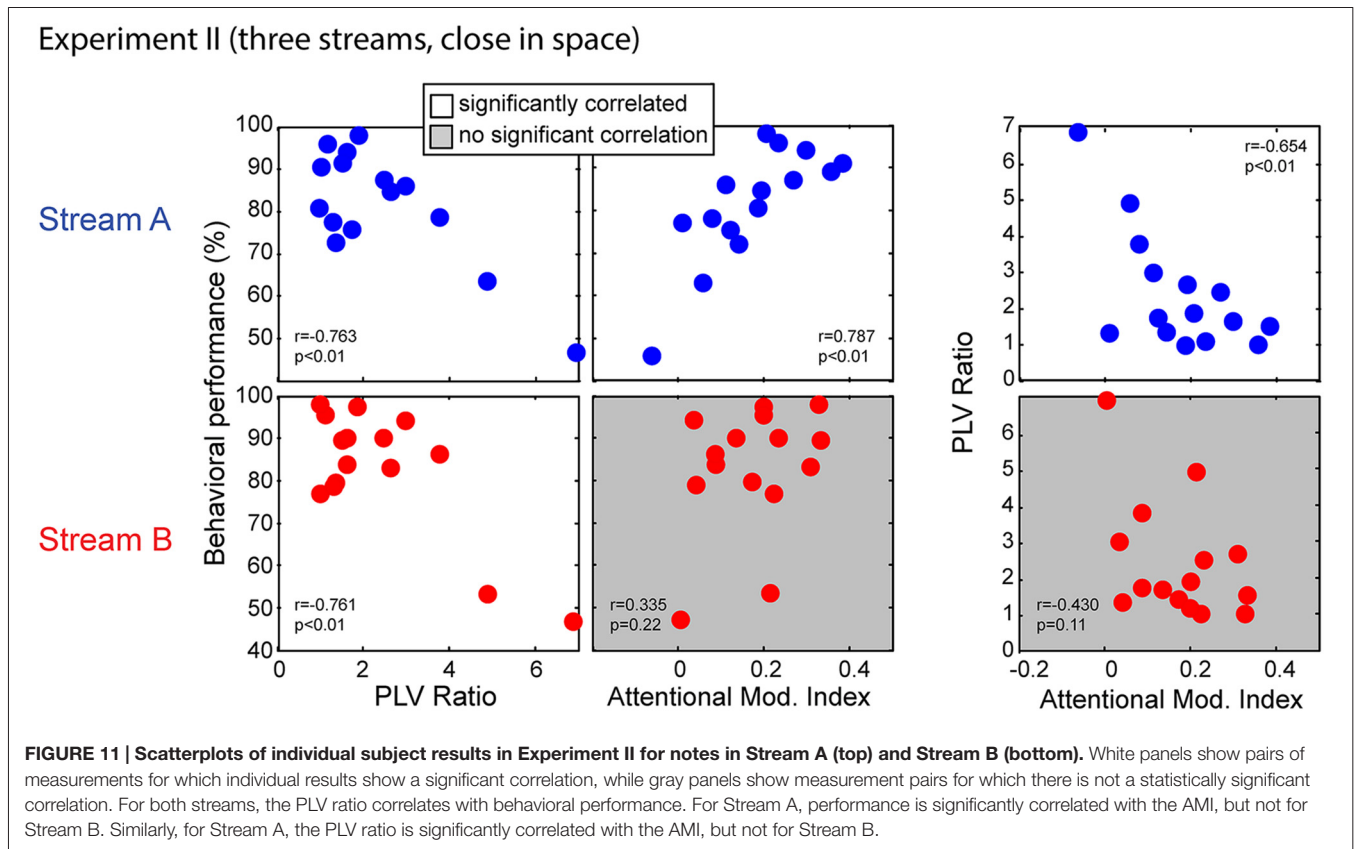 Experiment II (three streams, close in space)
significantly correlated
no significant correlation
Stream A
Behavioral performance (%)
100
90
80
70
60
50
r=-0.763
p<0.01
r=0.787
p<0.01
PLV Ratio
7
6
5
4
3
2
1
0
r=-0.654
p<0.01
Stream B
100
90
80
70
60
50
40
r=-0.761
p<0.01
r=0.335
p=0.22
6
5
4
3
2
1
0
r=-0.430
p=0.11
0 2 4 6
PLV Ratio
0 0.2 0.4
Attentional Mod. Index
-0.2 0 0.2 0.4
Attentional Mod. Index
FIGURE 11 | Scatterplots of individual subject results in Experiment II for notes in Stream A (top) and Stream B (bottom). White panels show pairs of
measurements for which individual results show a significant correlation, while gray panels show measurement pairs for which there is not a statistically significant
correlation. For both streams, the PLV ratio correlates with behavioral performance. For Stream A, performance is significantly correlated with the AMI, but not for
Stream B. Similarly, for Stream A, the PLV ratio is significantly correlated with the AMI, but not for Stream B.